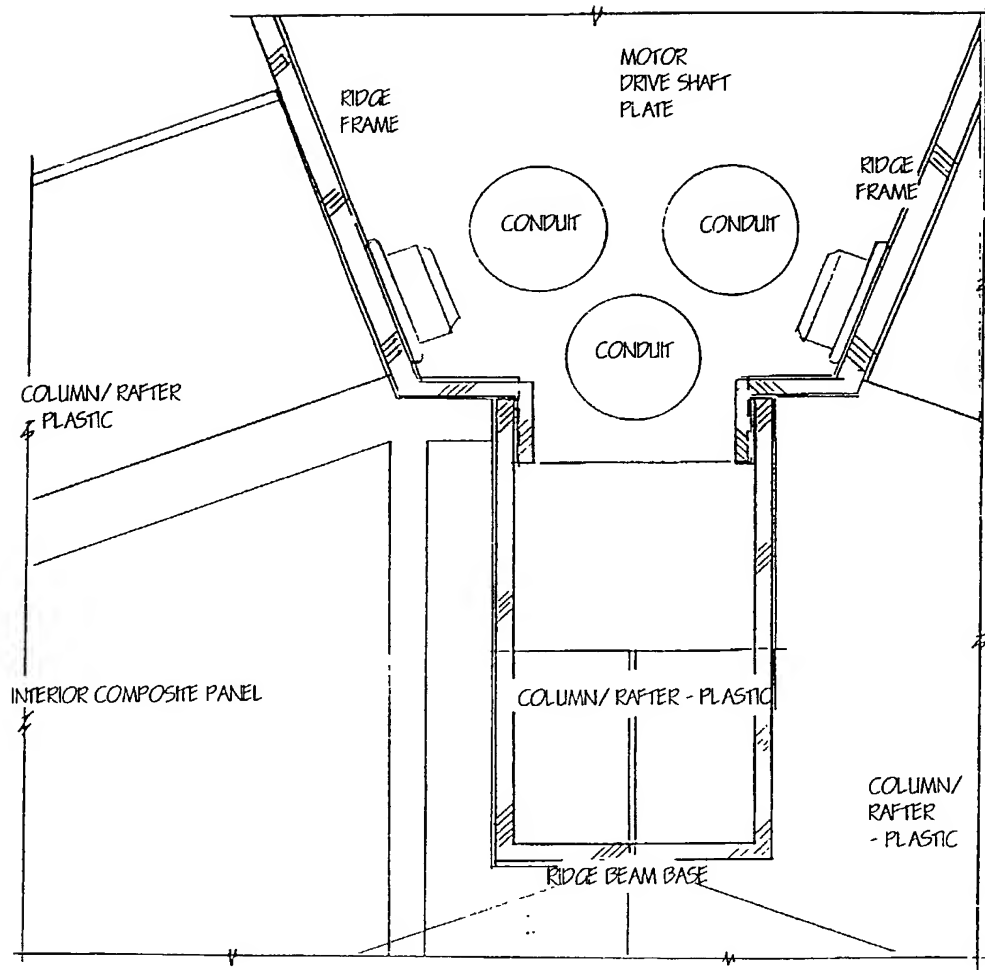 MOTOR
DRIVE SHAFT
PLATE
RIDGE
FRAME
RIDGE
FRAME
CONDUIT
CONDUIT
CONDUIT
COLUMN/ RAFTER
- PLASTIC
INTERIOR COMPOSITE PANEL
COLUMN/ RAFTER - PLASTIC
COLUMN/
RAFTER
- PLASTIC
RIDGE BEAM BASE